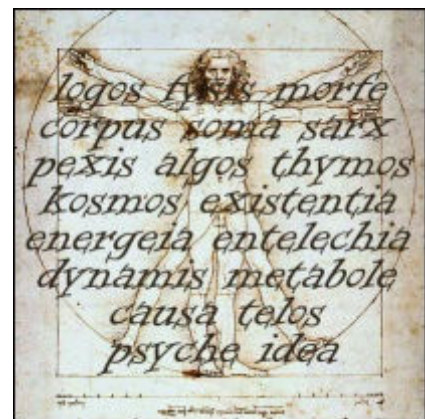 logos fysis morfe
corpus soma sarx
pexis algos thymos
kosmos existentia
energeia entelechia
dynamis metabole
causa telos
psyche idea